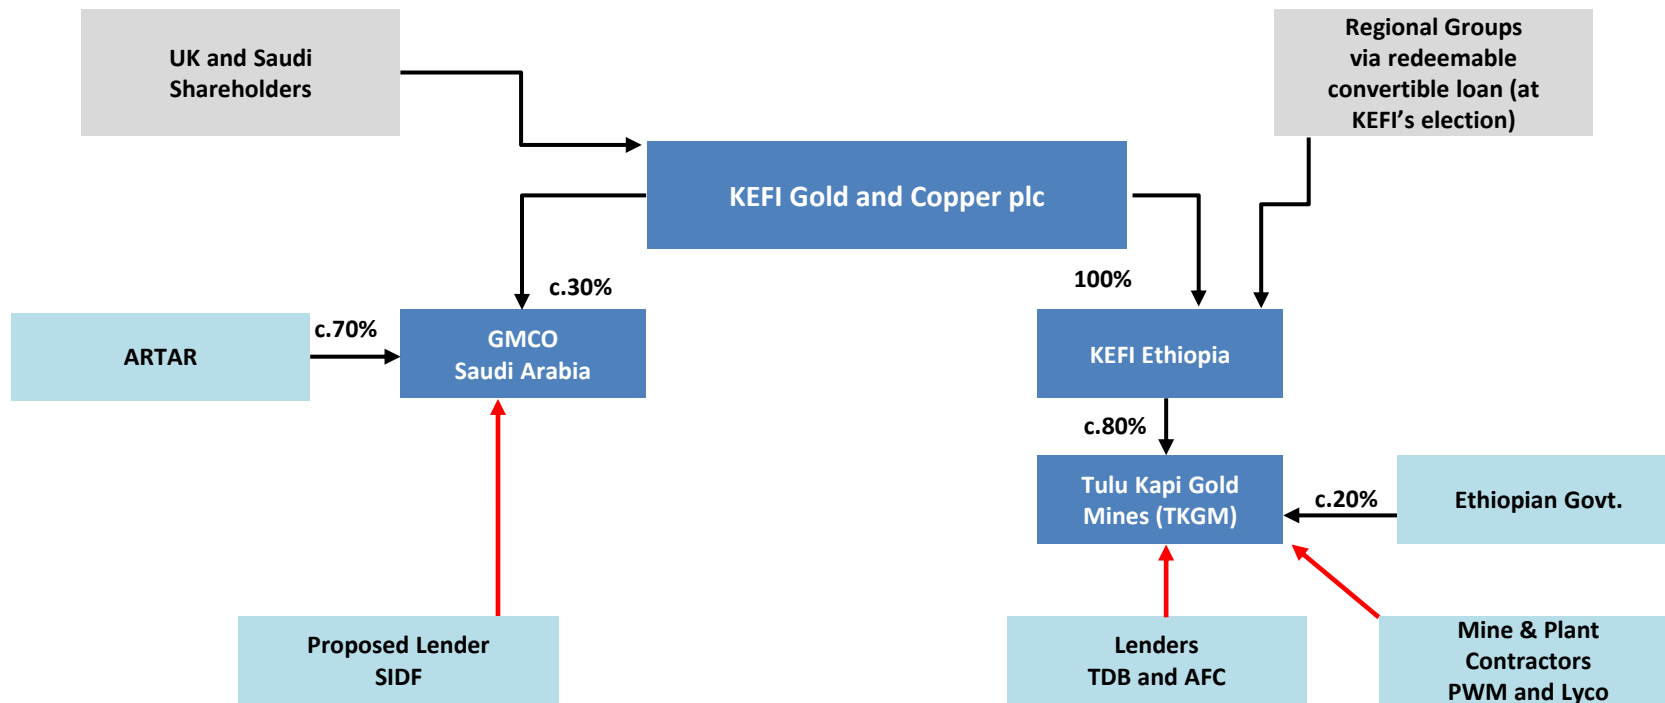 UK and Saudi
Shareholders
Regional Groups
via redeemable
convertible loan (at
KEFI's election)
KEFI Gold and Copper plc
c.30%
100%
ARTAR
c.70%
GMCO
Saudi Arabia
KEFI Ethiopia
c.80%
Tulu Kapi Gold
Mines (TKGM)
c.20%
Ethiopian Govt.
Proposed Lender
SIDF
Lenders
TDB and AFC
Mine & Plant
Contractors
PWM and Lyco